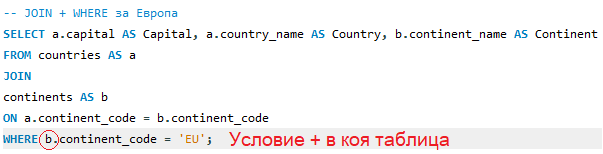 -- JOIN + WHERE за Европа
SELECT a.capital AS Capital, a.country_name AS Country, b.continent_name AS Continent
FROM countries AS a
JOIN
continents AS b
ON a.continent_code = b.continent_code
WHERE b.continent_code = 'EU'; Условие + в коя таблица